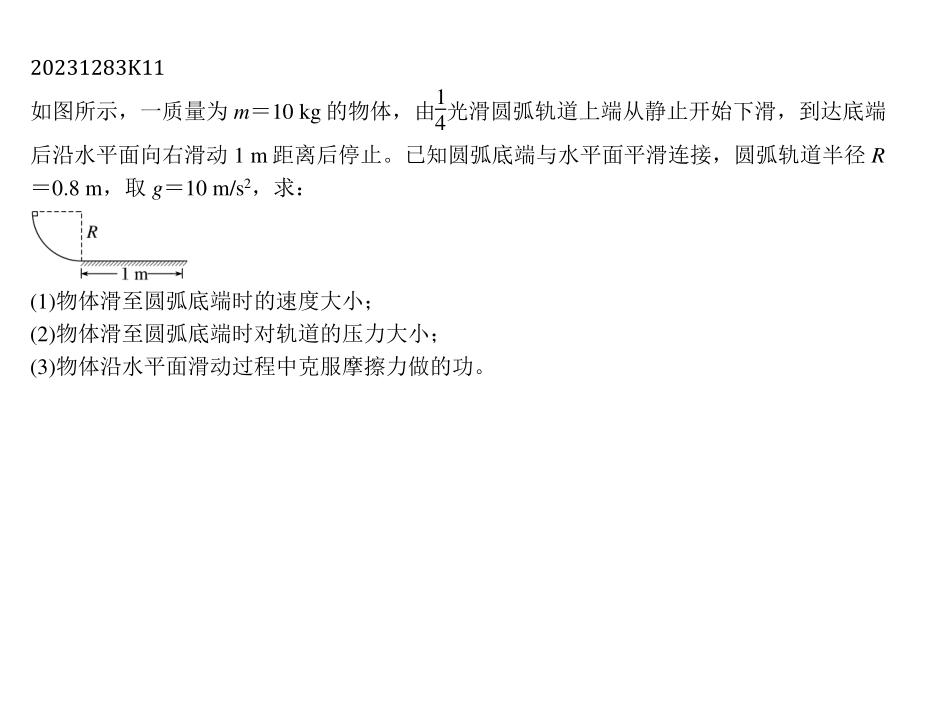 20231283K11
如图所示，一质量为 m＝10 kg 的物体，由1/4光滑圆弧轨道上端从静止开始下滑，到达底端
后沿水平面向右滑动 1 m 距离后停止。已知圆弧底端与水平面平滑连接，圆弧轨道半径 R
＝0.8 m，取 g＝10 m/s²，求：
R
1 m
(1)物体滑至圆弧底端时的速度大小；
(2)物体滑至圆弧底端时对轨道的压力大小；
(3)物体沿水平面滑动过程中克服摩擦力做的功。